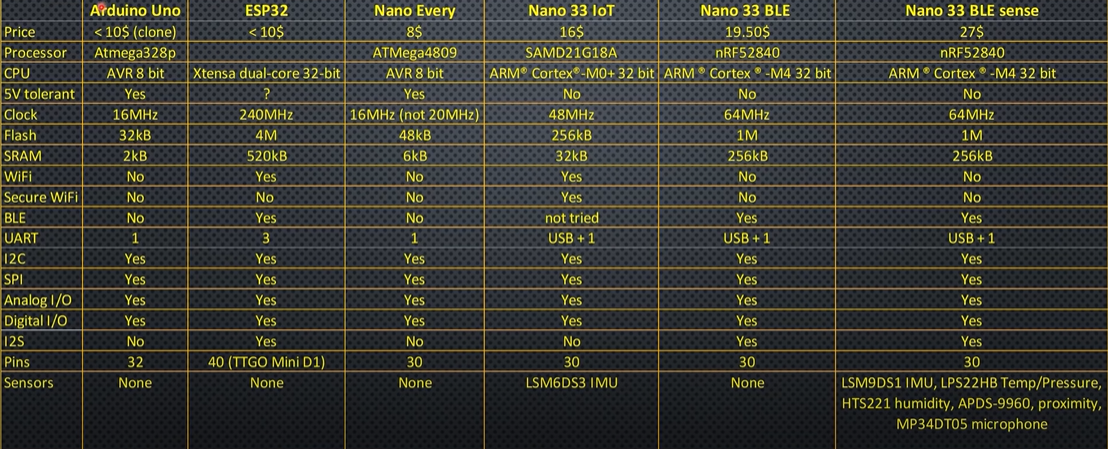 Arduino Uno ESP32 Nano Every Nano 33 IoT Nano 33 BLE Nano 33 BLE sense
Price < 10$ (clone) < 10$ 8$ 16$ 19.50$ 27$
Processor Atmega328p ATMega4809 SAMD21G18A nRF52840 nRF52840
CPU AVR 8 bit Xtensa dual-core 32-bit AVR 8 bit ARM® Cortex®-M0+ 32 bit ARM ® Cortex ® -M4 32 bit ARM ® Cortex ® -M4 32 bit
5V tolerant Yes ? Yes No No No
Clock 16MHz 240MHz 16MHz (not 20MHz) 48MHz 64MHz 64MHz
Flash 32kB 4M 48kB 256kB 1M 1M
SRAM 2kB 520kB 6kB 32kB 256kB 256kB
WiFi No Yes No Yes No No
Secure WiFi No No No Yes No No
BLE No Yes No not tried Yes Yes
UART 1 3 1 USB + 1 USB + 1 USB + 1
I2C Yes Yes Yes Yes Yes Yes
SPI Yes Yes Yes Yes Yes Yes
Analog I/O Yes Yes Yes Yes Yes Yes
Digital I/O Yes Yes Yes Yes Yes Yes
I2S No Yes No No Yes Yes
Pins 32 40 (TTGO Mini D1) 30 30 30 30
Sensors None None None LSM6DS3 IMU None LSM9DS1 IMU, LPS22HB Temp/Pressure,
HTS221 humidity, APDS-9960, proximity,
MP34DT05 microphone